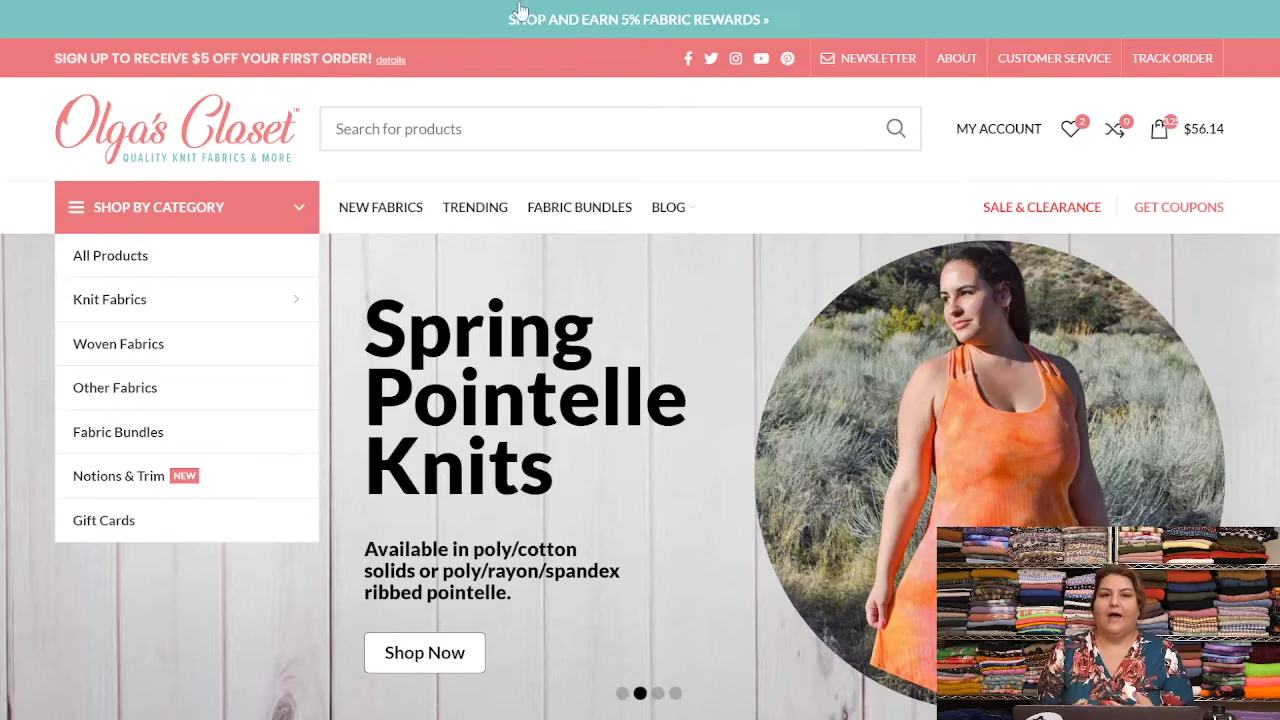 SHOP AND EARN 5% FABRIC REWARDS »
SIGN UP TO RECEIVE $5 OFF YOUR FIRST ORDER! details
NEWSLETTER
ABOUT
CUSTOMER SERVICE
TRACK ORDER
Olga's Closet™
QUALITY KNIT FABRICS & MORE
Search for products
MY ACCOUNT
2
0
$56.14
SHOP BY CATEGORY
NEW FABRICS
TRENDING
FABRIC BUNDLES
BLOG
SALE & CLEARANCE
GET COUPONS
All Products
Knit Fabrics
Woven Fabrics
Other Fabrics
Fabric Bundles
Notions & Trim NEW
Gift Cards
Spring
Pointelle
Knits
Available in poly/cotton
solids or poly/rayon/spandex
ribbed pointelle.
Shop Now